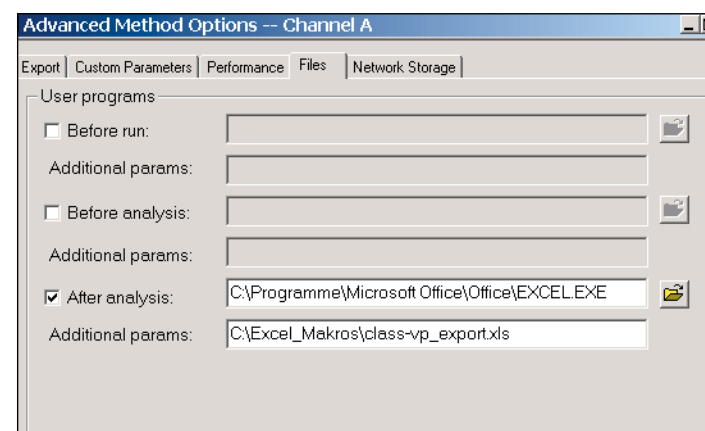 Advanced Method Options -- Channel A
Export Custom Parameters Performance Files Network Storage
User programs
Before run:
Additional params:
Before analysis:
Additional params:
After analysis: C:\Programme\Microsoft Office\Office\EXCEL.EXE
Additional params: C:\Excel_Makros\class-vp_export.xls